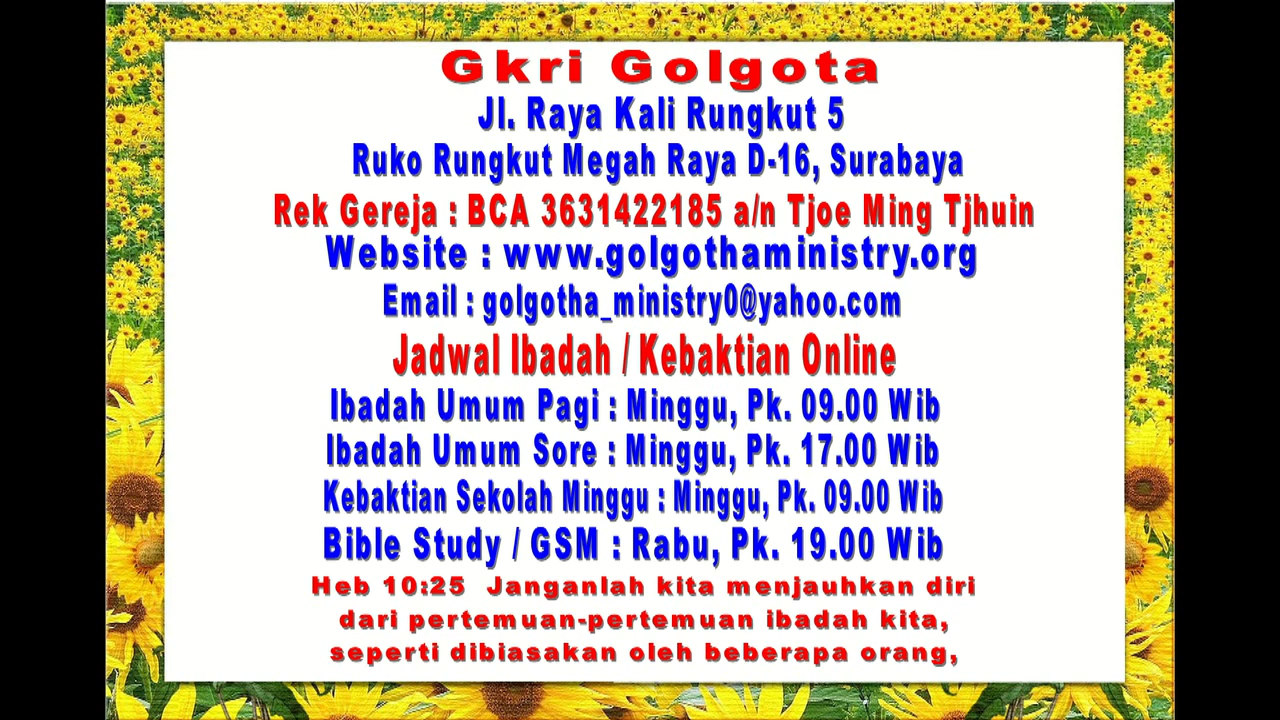 Gkri Golgota
Jl. Raya Kali Rungkut 5
Ruko Rungkut Megah Raya D-16, Surabaya
Rek Gereja : BCA 3631422185 a/n Tjoe Ming Tjhuin
Website : www.golgothaministry.org
Email : golgotha_ministry0@yahoo.com
Jadwal Ibadah / Kebaktian Online
Ibadah Umum Pagi : Minggu, Pk. 09.00 Wib
Ibadah Umum Sore : Minggu, Pk. 17.00 Wib
Kebaktian Sekolah Minggu : Minggu, Pk. 09.00 Wib
Bible Study / GSM : Rabu, Pk. 19.00 Wib
Heb 10:25 Janganlah kita menjauhkan diri
dari pertemuan-pertemuan ibadah kita,
seperti dibiasakan oleh beberapa orang,